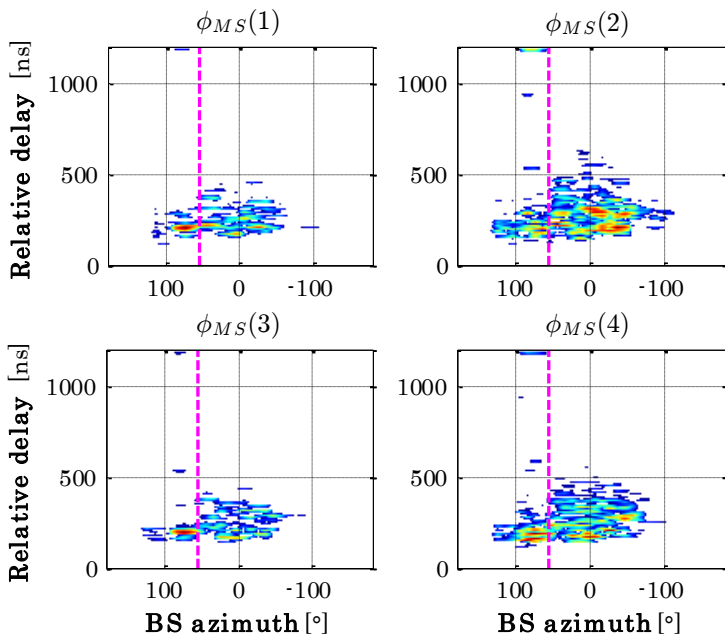 ϕMS(1) ϕMS(2)
Relative delay [ns]
1000 1000
500 500
0 0
100 0 -100 100 0 -100
ϕMS(3) ϕMS(4)
Relative delay [ns]
1000 1000
500 500
0 0
100 0 -100 100 0 -100
BS azimuth [°] BS azimuth [°]